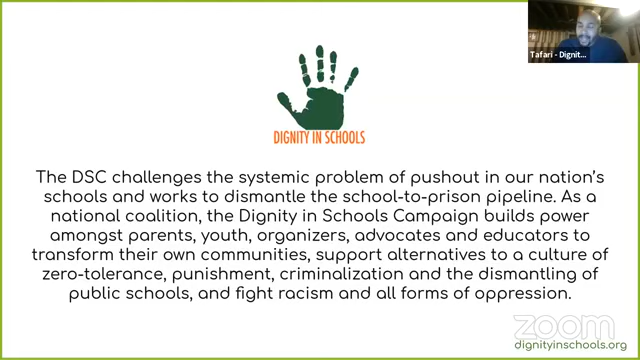 Tafari - Dignit...
DIGNITY IN SCHOOLS
The DSC challenges the systemic problem of pushout in our nation's
schools and works to dismantle the school-to-prison pipeline. As a
national coalition, the Dignity in Schools Campaign builds power
amongst parents, youth, organizers, advocates and educators to
transform their own communities, support alternatives to a culture of
zero-tolerance, punishment, criminalization and the dismantling of
public schools, and fight racism and all forms of oppression.
zoom
dignityinschools.org